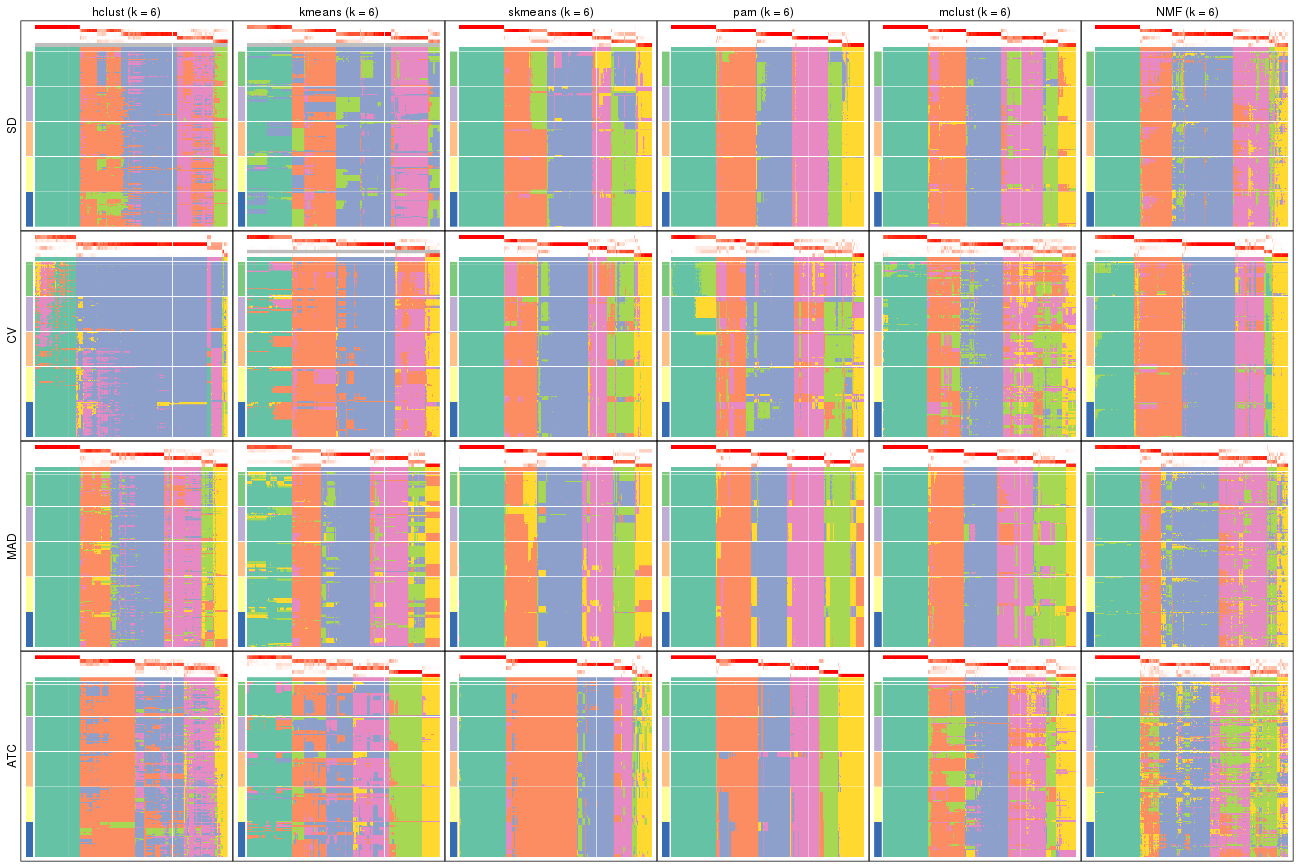 hclust (k = 6) kmeans (k = 6) skmeans (k = 6) pam (k = 6) mclust (k = 6) NMF (k = 6)
SD
CV
MAD
ATC